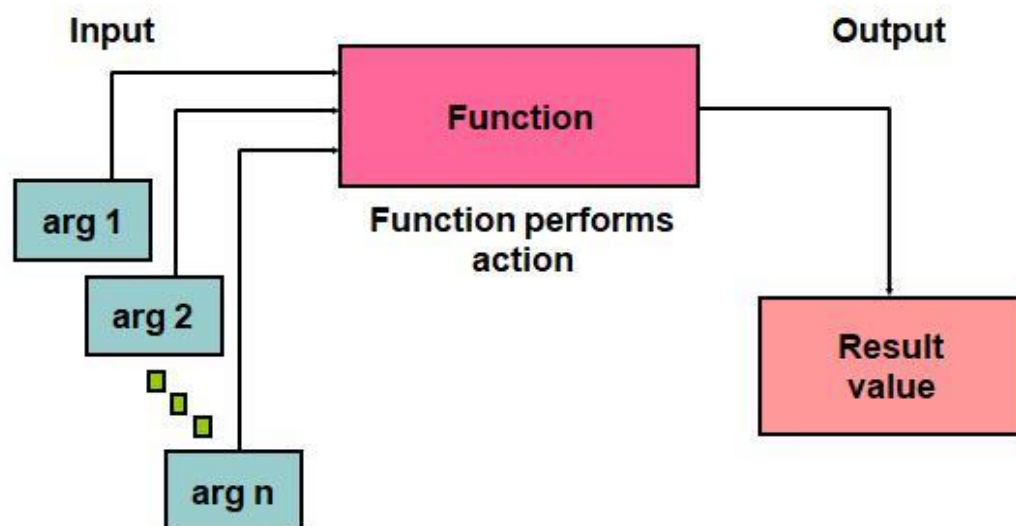 Input
Output
Function
arg 1
Function performs
action
arg 2
Result
value
arg n